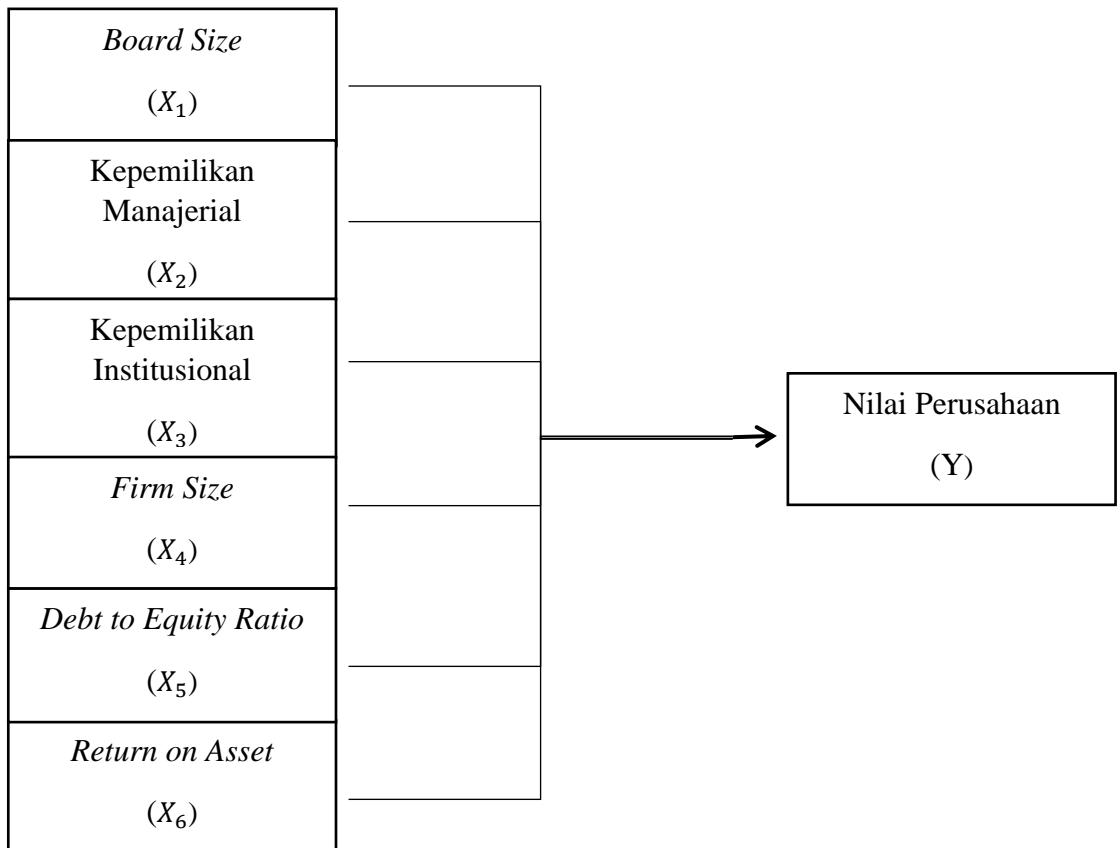 Board Size
(X₁)
Kepemilikan
Manajerial
(X₂)
Kepemilikan
Institusional
(X₃)
Firm Size
(X₄)
Debt to Equity Ratio
(X₅)
Return on Asset
(X₆)
Nilai Perusahaan
(Y)